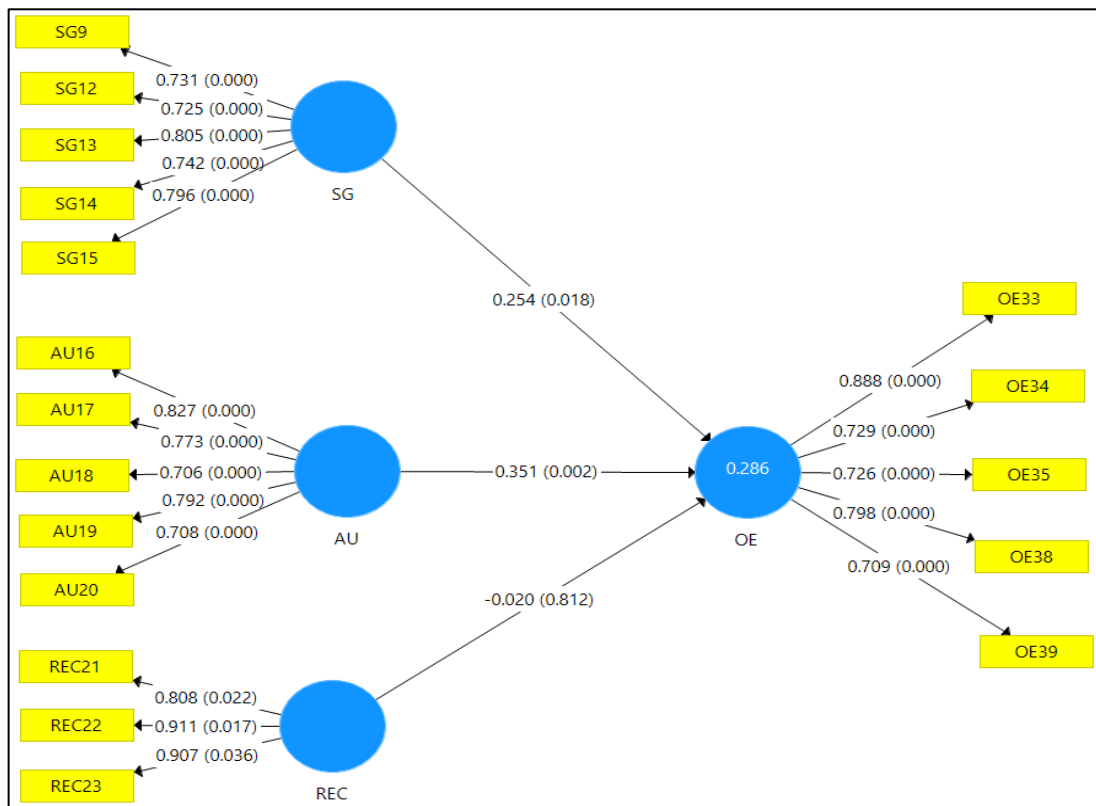 SG9
0.731 (0.000)
SG12
0.725 (0.000)
SG13
0.805 (0.000)
SG14
0.742 (0.000)
SG15
0.796 (0.000)
SG
0.254 (0.018)
AU16
0.827 (0.000)
AU17
0.773 (0.000)
AU18
0.706 (0.000)
AU19
0.792 (0.000)
AU20
0.708 (0.000)
AU
0.351 (0.002)
REC21
0.808 (0.022)
REC22
0.911 (0.017)
REC23
0.907 (0.036)
REC
-0.020 (0.812)
0.286
OE
OE33
0.888 (0.000)
OE34
0.729 (0.000)
OE35
0.726 (0.000)
OE38
0.798 (0.000)
OE39
0.709 (0.000)